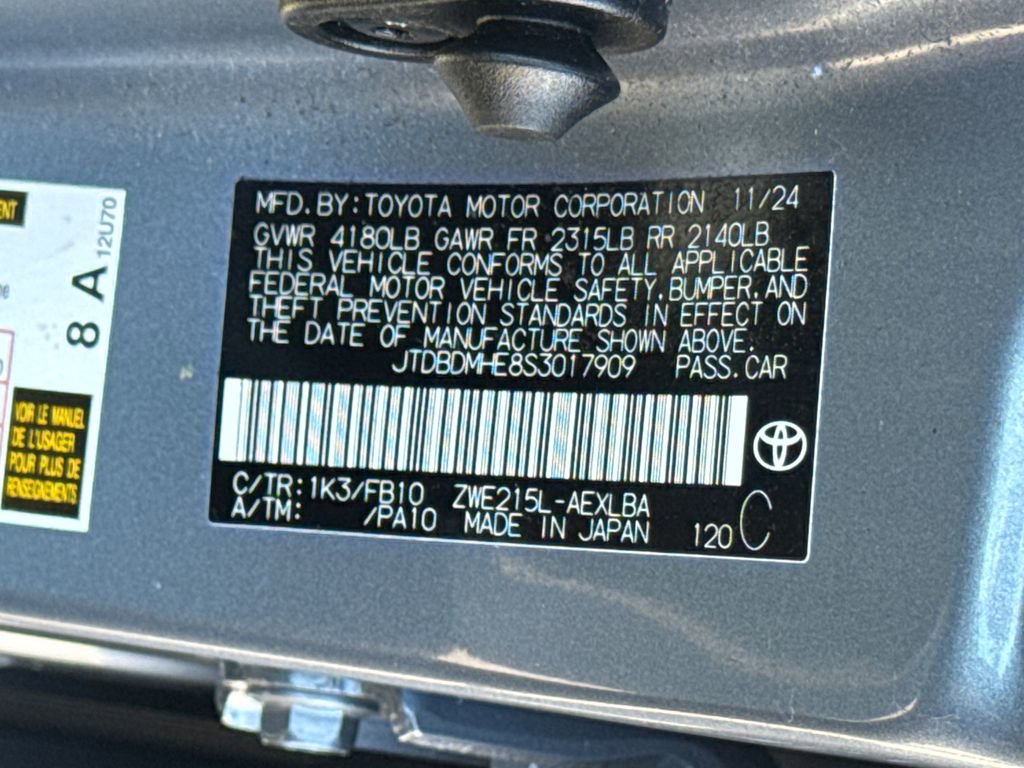 MFD. BY: TOYOTA MOTOR CORPORATION 11/24
GVWR 4180LB GAWR FR 2315LB RR 2140LB
THIS VEHICLE CONFORMS TO ALL APPLICABLE
FEDERAL MOTOR VEHICLE SAFETY, BUMPER, AND
THEFT PREVENTION STANDARDS IN EFFECT ON
THE DATE OF MANUFACTURE SHOWN ABOVE.
JTDBDMHE8S3017909 PASS. CAR
C/TR: 1K3/FB10 ZWE215L-AEXLBA
A/TM: /PA10 MADE IN JAPAN 120 C
8 A 12U70
VOIR LE MANUEL
DE L'USAGER
POUR PLUS DE
RENSEIGNEMENTS